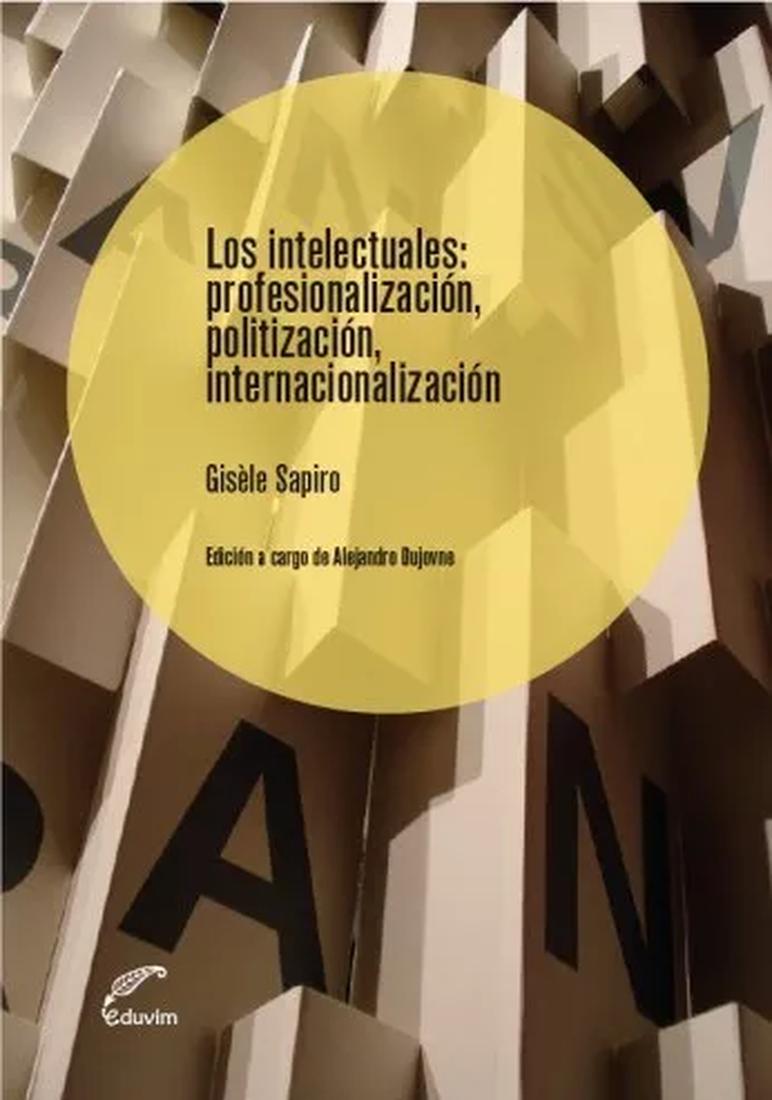 Los intelectuales:
profesionalización,
politización,
internacionalización
Gisèle Sapiro
Edición a cargo de Alejandro Dujovne
A N
eduvim